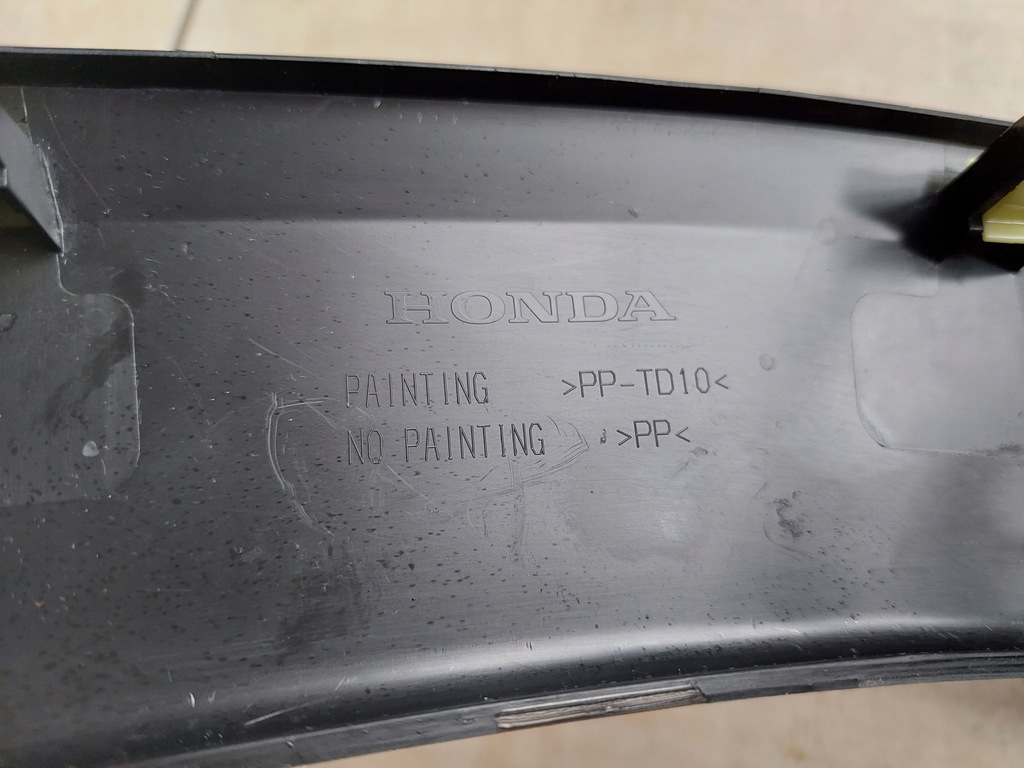 HONDA
PAINTING >PP-TD10<
NO PAINTING >PP<